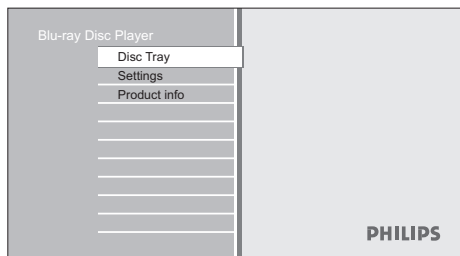 Blu-ray Disc Player
Disc Tray
Settings
Product info
PHILIPS